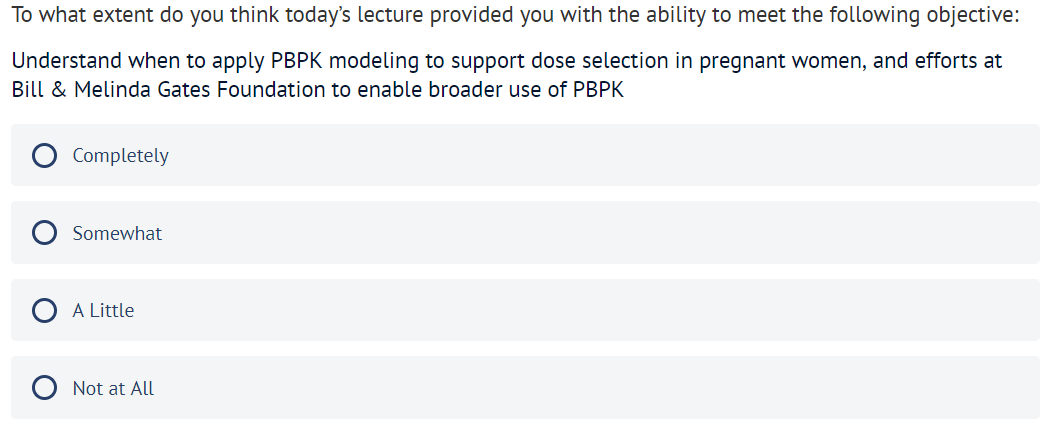 To what extent do you think today’s lecture provided you with the ability to meet the following objective:
Understand when to apply PBPK modeling to support dose selection in pregnant women, and efforts at
Bill & Melinda Gates Foundation to enable broader use of PBPK
Completely
Somewhat
A Little
Not at All